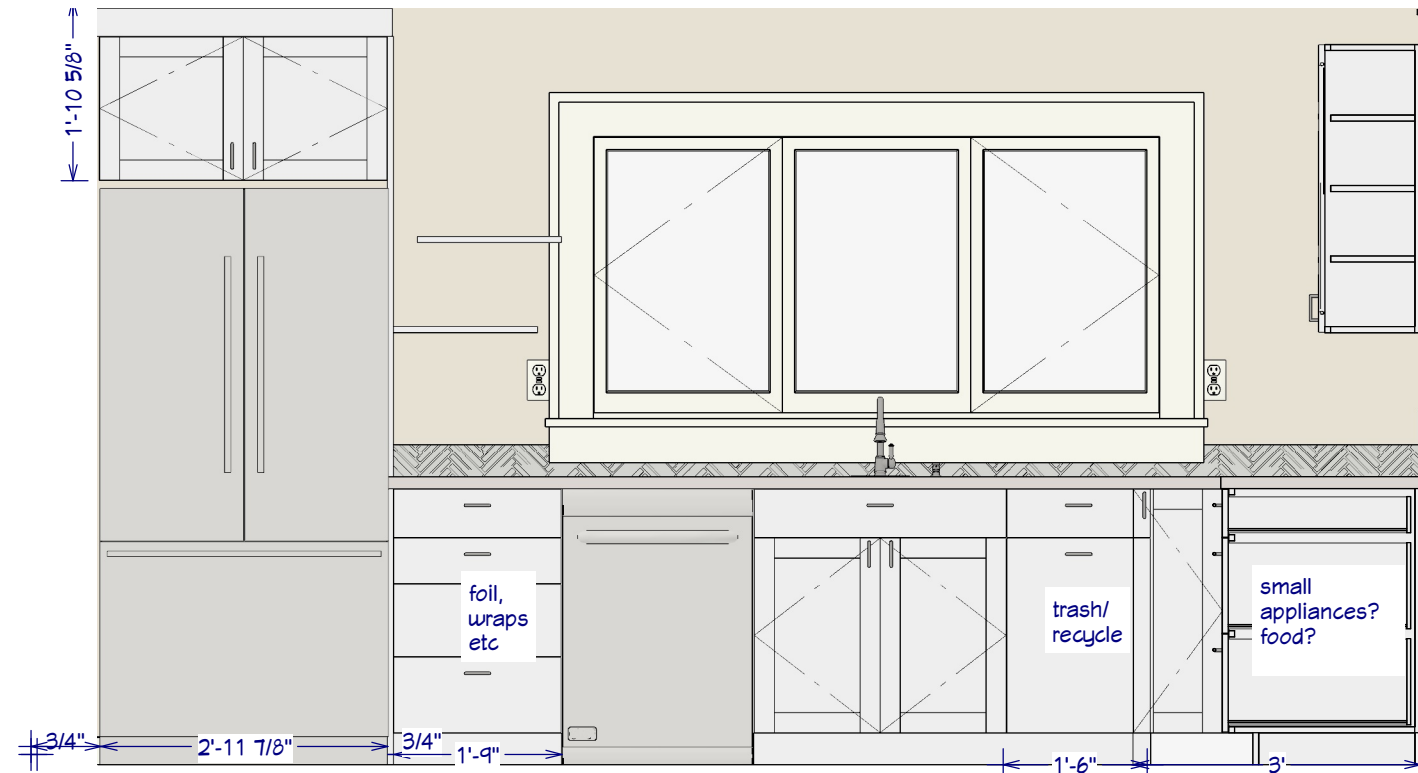 1'-10 5/8"
foil,
wraps
etc
trash/
recycle
small
appliances?
food?
3/4"
2'-11 7/8"
3/4"
1'-9"
1'-6"
3'